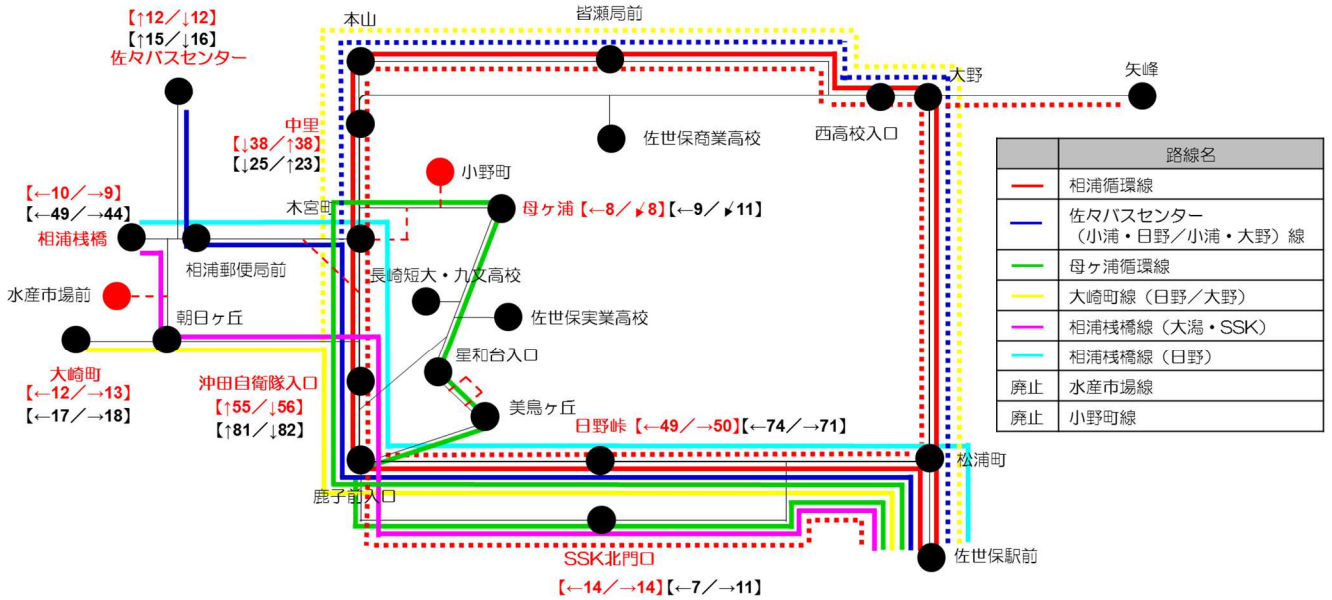 【↑12／↓12】
【↑15／↓16】
佐々バスセンター
本山
皆瀬局前
大野
矢峰
中里
【↓38／↑38】
【↓25／↑23】
佐世保商業高校
西高校入口
小野町
【←10／→9】
【←49／→44】
相浦桟橋
木宮町
母ヶ浦【←8／↙8】【←9／↙11】
相浦郵便局前
長崎短大・九文高校
水産市場前
朝日ヶ丘
佐世保実業高校
星和台入口
大崎町
【←12／→13】
【←17／→18】
沖田自衛隊入口
【↑55／↓56】
【↑81／↓82】
美鳥ヶ丘
日野峠【←49／→50】【←74／→71】
松浦町
鹿子前入口
SSK北門口
【←14／→14】【←7／→11】
佐世保駅前
路線名
相浦循環線
佐々バスセンター
（小浦・日野／小浦・大野）線
母ヶ浦循環線
大崎町線（日野／大野）
相浦桟橋線（大潟・SSK）
相浦桟橋線（日野）
廃止 水産市場線
廃止 小野町線